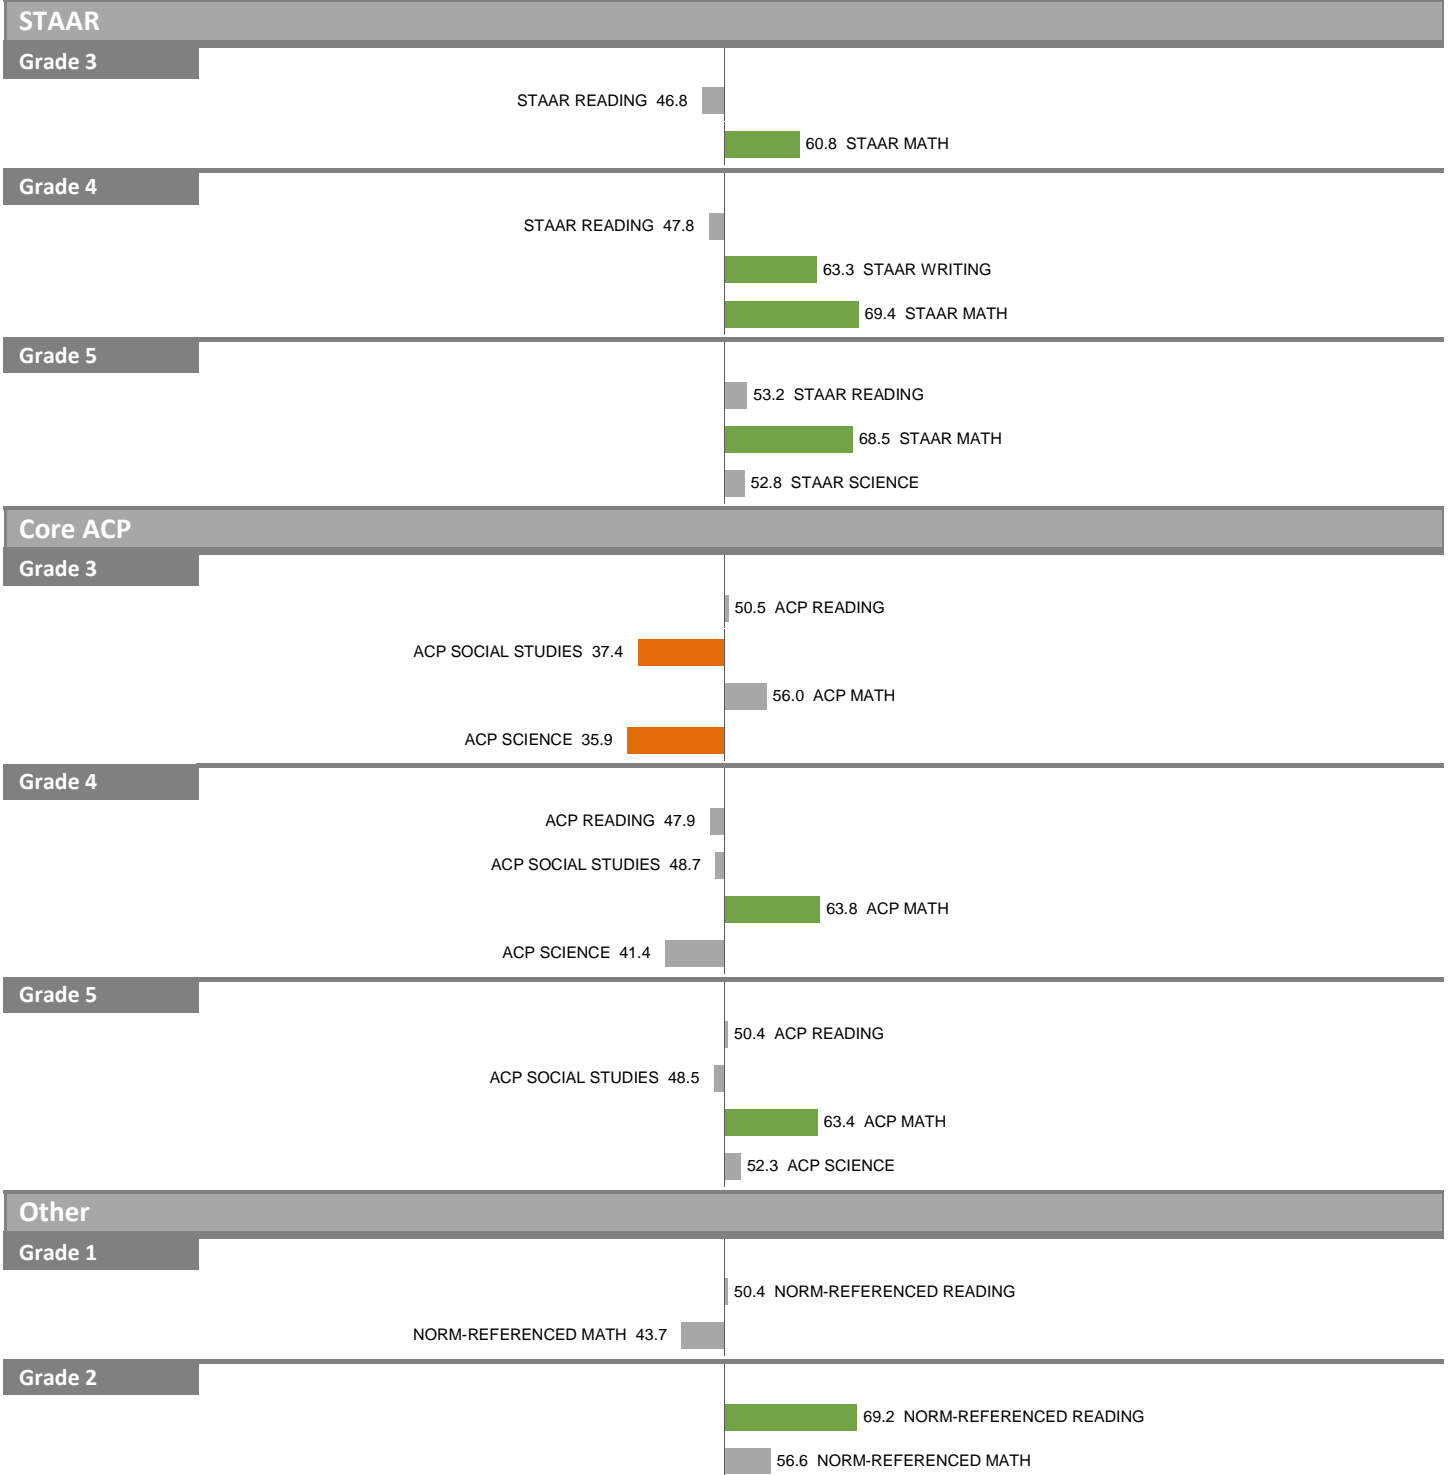 STAAR
Grade 3
STAAR READING 46.8
60.8 STAAR MATH
Grade 4
STAAR READING 47.8
63.3 STAAR WRITING
69.4 STAAR MATH
Grade 5
53.2 STAAR READING
68.5 STAAR MATH
52.8 STAAR SCIENCE
Core ACP
Grade 3
50.5 ACP READING
ACP SOCIAL STUDIES 37.4
56.0 ACP MATH
ACP SCIENCE 35.9
Grade 4
ACP READING 47.9
ACP SOCIAL STUDIES 48.7
63.8 ACP MATH
ACP SCIENCE 41.4
Grade 5
50.4 ACP READING
ACP SOCIAL STUDIES 48.5
63.4 ACP MATH
52.3 ACP SCIENCE
Other
Grade 1
50.4 NORM-REFERENCED READING
NORM-REFERENCED MATH 43.7
Grade 2
69.2 NORM-REFERENCED READING
56.6 NORM-REFERENCED MATH